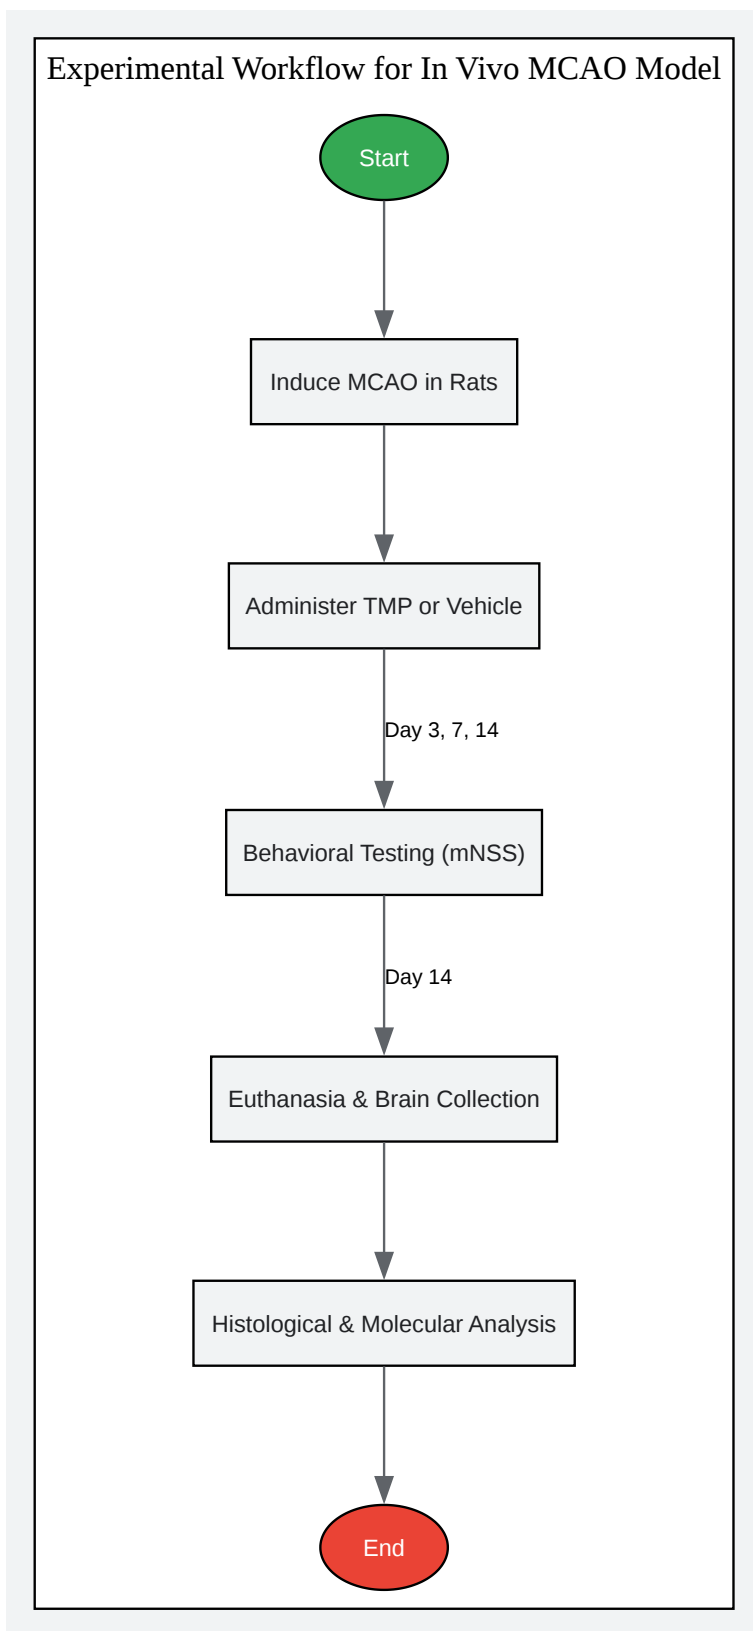 Experimental Workflow for In Vivo MCAO Model
Start
Induce MCAO in Rats
Administer TMP or Vehicle
Day 3, 7, 14
Behavioral Testing (mNSS)
Day 14
Euthanasia & Brain Collection
Histological & Molecular Analysis
End